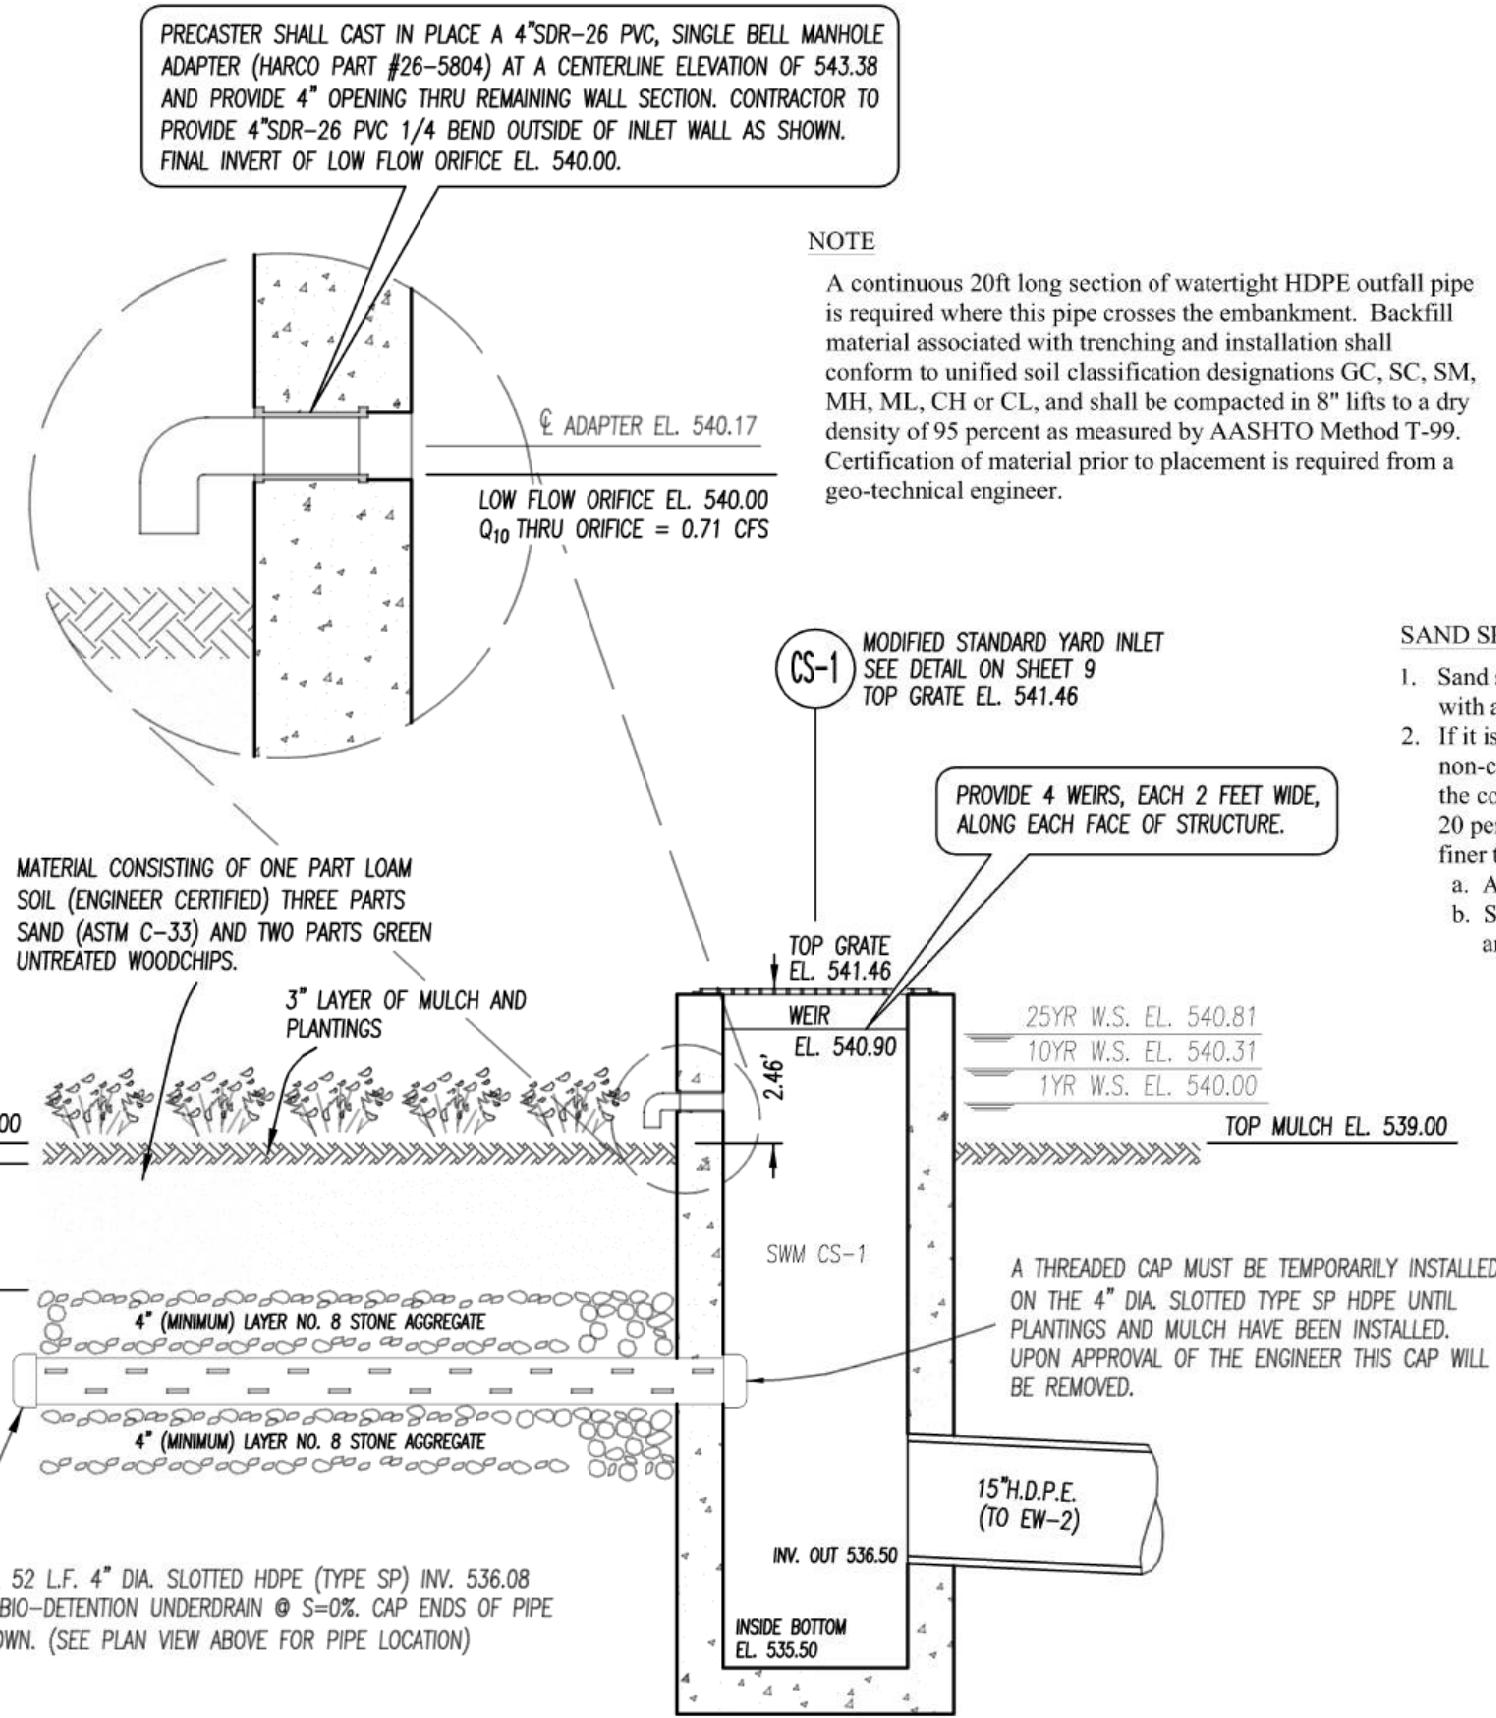 PRECASTER SHALL CAST IN PLACE A 4"SDR-26 PVC, SINGLE BELL MANHOLE
ADAPTER (HARCO PART #26-5804) AT A CENTERLINE ELEVATION OF 543.38
AND PROVIDE 4" OPENING THRU REMAINING WALL SECTION. CONTRACTOR TO
PROVIDE 4"SDR-26 PVC 1/4 BEND OUTSIDE OF INLET WALL AS SHOWN.
FINAL INVERT OF LOW FLOW ORIFICE EL. 540.00.
NOTE
A continuous 20ft long section of watertight HDPE outfall pipe
is required where this pipe crosses the embankment. Backfill
material associated with trenching and installation shall
conform to unified soil classification designations GC, SC, SM,
MH, ML, CH or CL, and shall be compacted in 8" lifts to a dry
density of 95 percent as measured by AASHTO Method T-99.
Certification of material prior to placement is required from a
geo-technical engineer.
℄ ADAPTER EL. 540.17
LOW FLOW ORIFICE EL. 540.00
Q10 THRU ORIFICE = 0.71 CFS
CS-1
MODIFIED STANDARD YARD INLET
SEE DETAIL ON SHEET 9
TOP GRATE EL. 541.46
SAND
1. Sand
with a
2. If it is
non-c
the co
20 per
finer t
a. A
b. S
ar
PROVIDE 4 WEIRS, EACH 2 FEET WIDE,
ALONG EACH FACE OF STRUCTURE.
MATERIAL CONSISTING OF ONE PART LOAM
SOIL (ENGINEER CERTIFIED) THREE PARTS
SAND (ASTM C-33) AND TWO PARTS GREEN
UNTREATED WOODCHIPS.
3" LAYER OF MULCH AND
PLANTINGS
TOP GRATE
EL. 541.46
WEIR
EL. 540.90
2.46'
25YR W.S. EL. 540.81
10YR W.S. EL. 540.31
1YR W.S. EL. 540.00
TOP MULCH EL. 539.00
00
SWM CS-1
A THREADED CAP MUST BE TEMPORARILY INSTALLED
ON THE 4" DIA. SLOTTED TYPE SP HDPE UNTIL
PLANTINGS AND MULCH HAVE BEEN INSTALLED.
UPON APPROVAL OF THE ENGINEER THIS CAP WILL
BE REMOVED.
4" (MINIMUM) LAYER NO. 8 STONE AGGREGATE
4" (MINIMUM) LAYER NO. 8 STONE AGGREGATE
15"H.D.P.E.
(TO EW-2)
INV. OUT 536.50
INSIDE BOTTOM
EL. 535.50
52 L.F. 4" DIA. SLOTTED HDPE (TYPE SP) INV. 536.08
BIO-DETENTION UNDERDRAIN @ S=0%. CAP ENDS OF PIPE
OWN. (SEE PLAN VIEW ABOVE FOR PIPE LOCATION)